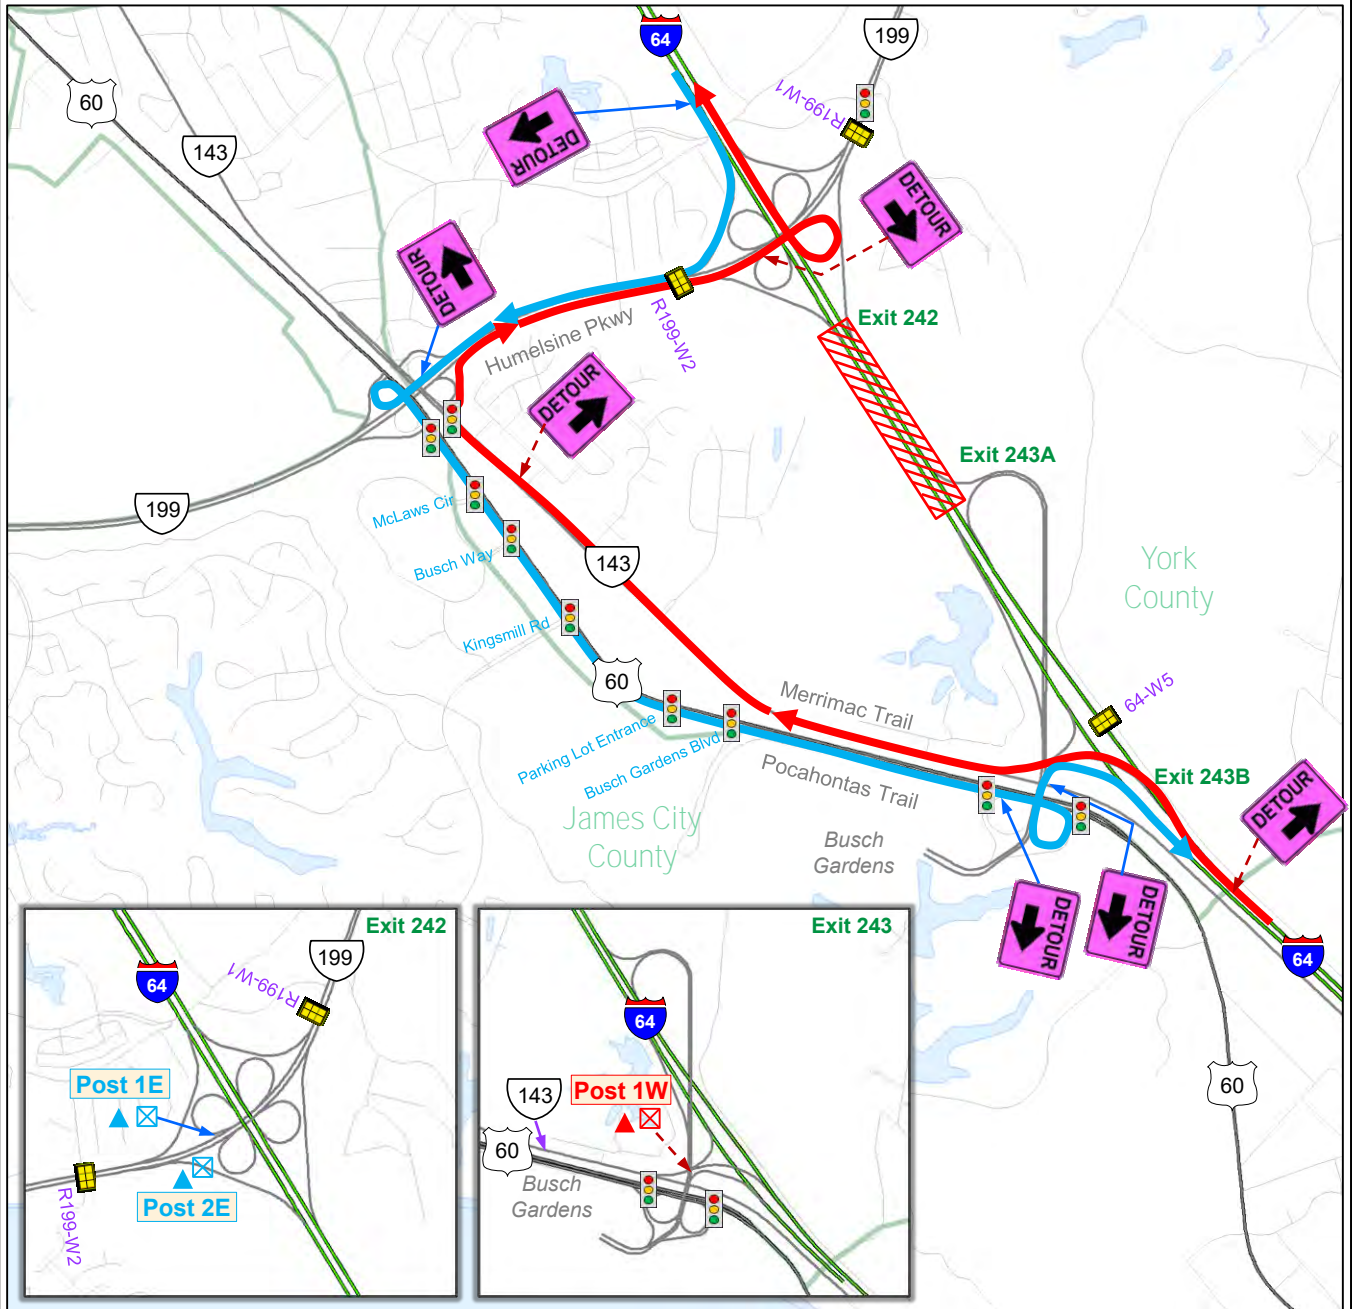 64
199
60
143
R199-W1
DETOUR
DETOUR
DETOUR
Exit 242
Humelsine Pkwy
R199-W2
DETOUR
Exit 243A
McLaws Cir
199
Busch Way
143
York
County
Kingsmill Rd
60
Merrimac Trail
64-W5
Parking Lot Entrance
Busch Gardens Blvd
Pocahontas Trail
Exit 243B
DETOUR
James City
County
Busch
Gardens
DETOUR
DETOUR
64
60
Exit 242
199
R199-W1
64
Post 1E
Post 2E
R199-W2
Exit 243
64
143
Post 1W
60
Busch
Gardens